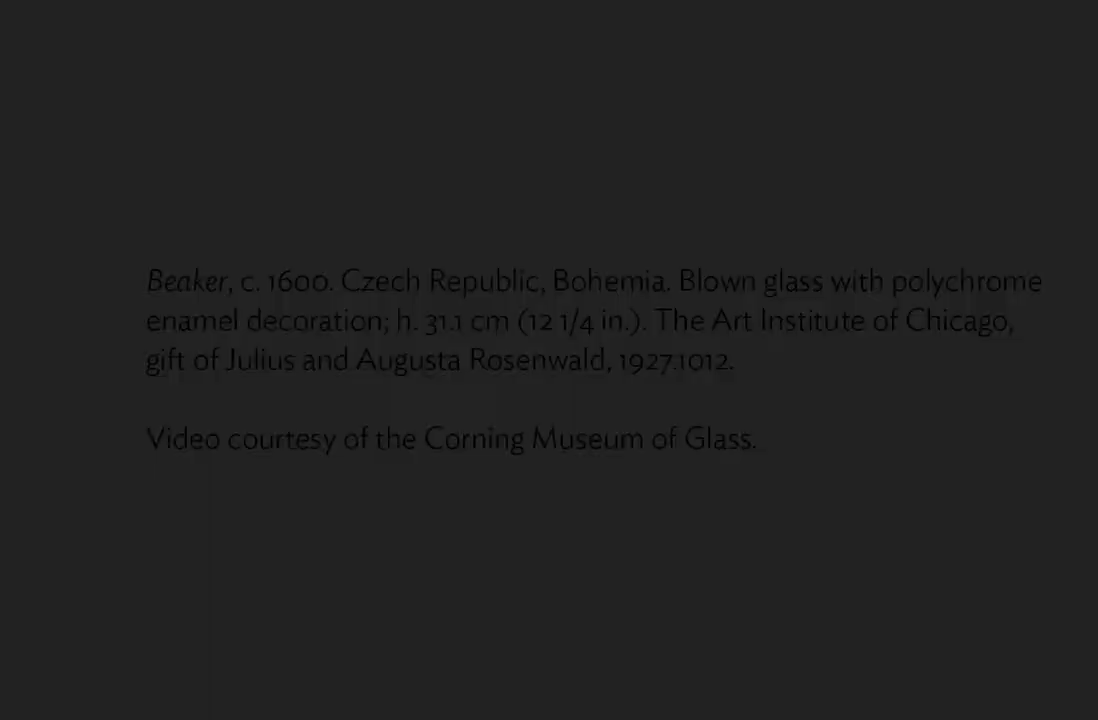 Beaker, c. 1600. Czech Republic, Bohemia. Blown glass with polychrome
enamel decoration; h. 31.1 cm (12 1/4 in.). The Art Institute of Chicago,
gift of Julius and Augusta Rosenwald, 1927.1012.
Video courtesy of the Corning Museum of Glass.